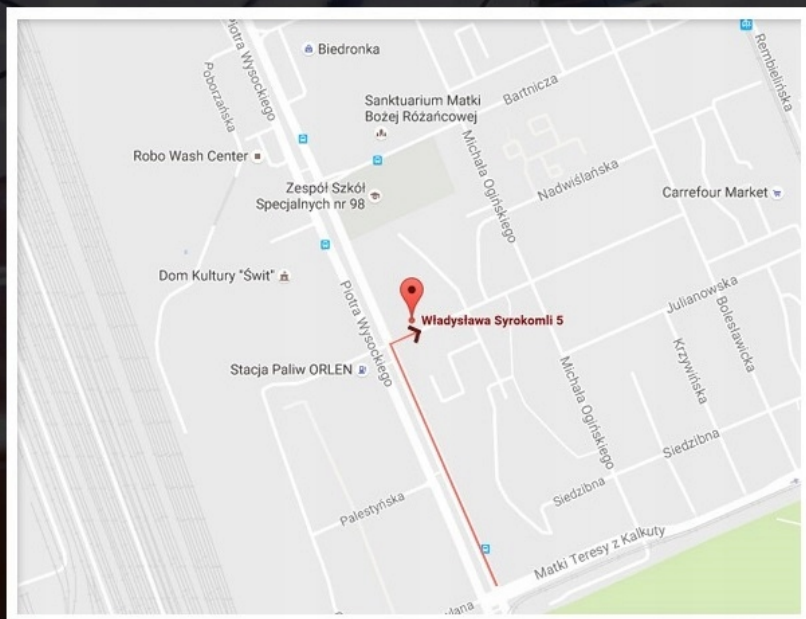 Piotra Wysockiego
Biedronka
Rembielińska
Poborzańska
Sanktuarium Matki
Bożej Różańcowej
Bartnicza
Robo Wash Center
Michała Ogińskiego
Nadwiślańska
Zespół Szkół
Specjalnych nr 98
Carrefour Market
Dom Kultury "Świt"
Piotra Wysockiego
Władysława Syrokomli 5
Julianowska
Bolesławicka
Stacja Paliw ORLEN
Krzywińska
Michała Ogińskiego
Siedzibna
Siedzibna
Palestyńska
Matki Teresy z Kalkuty